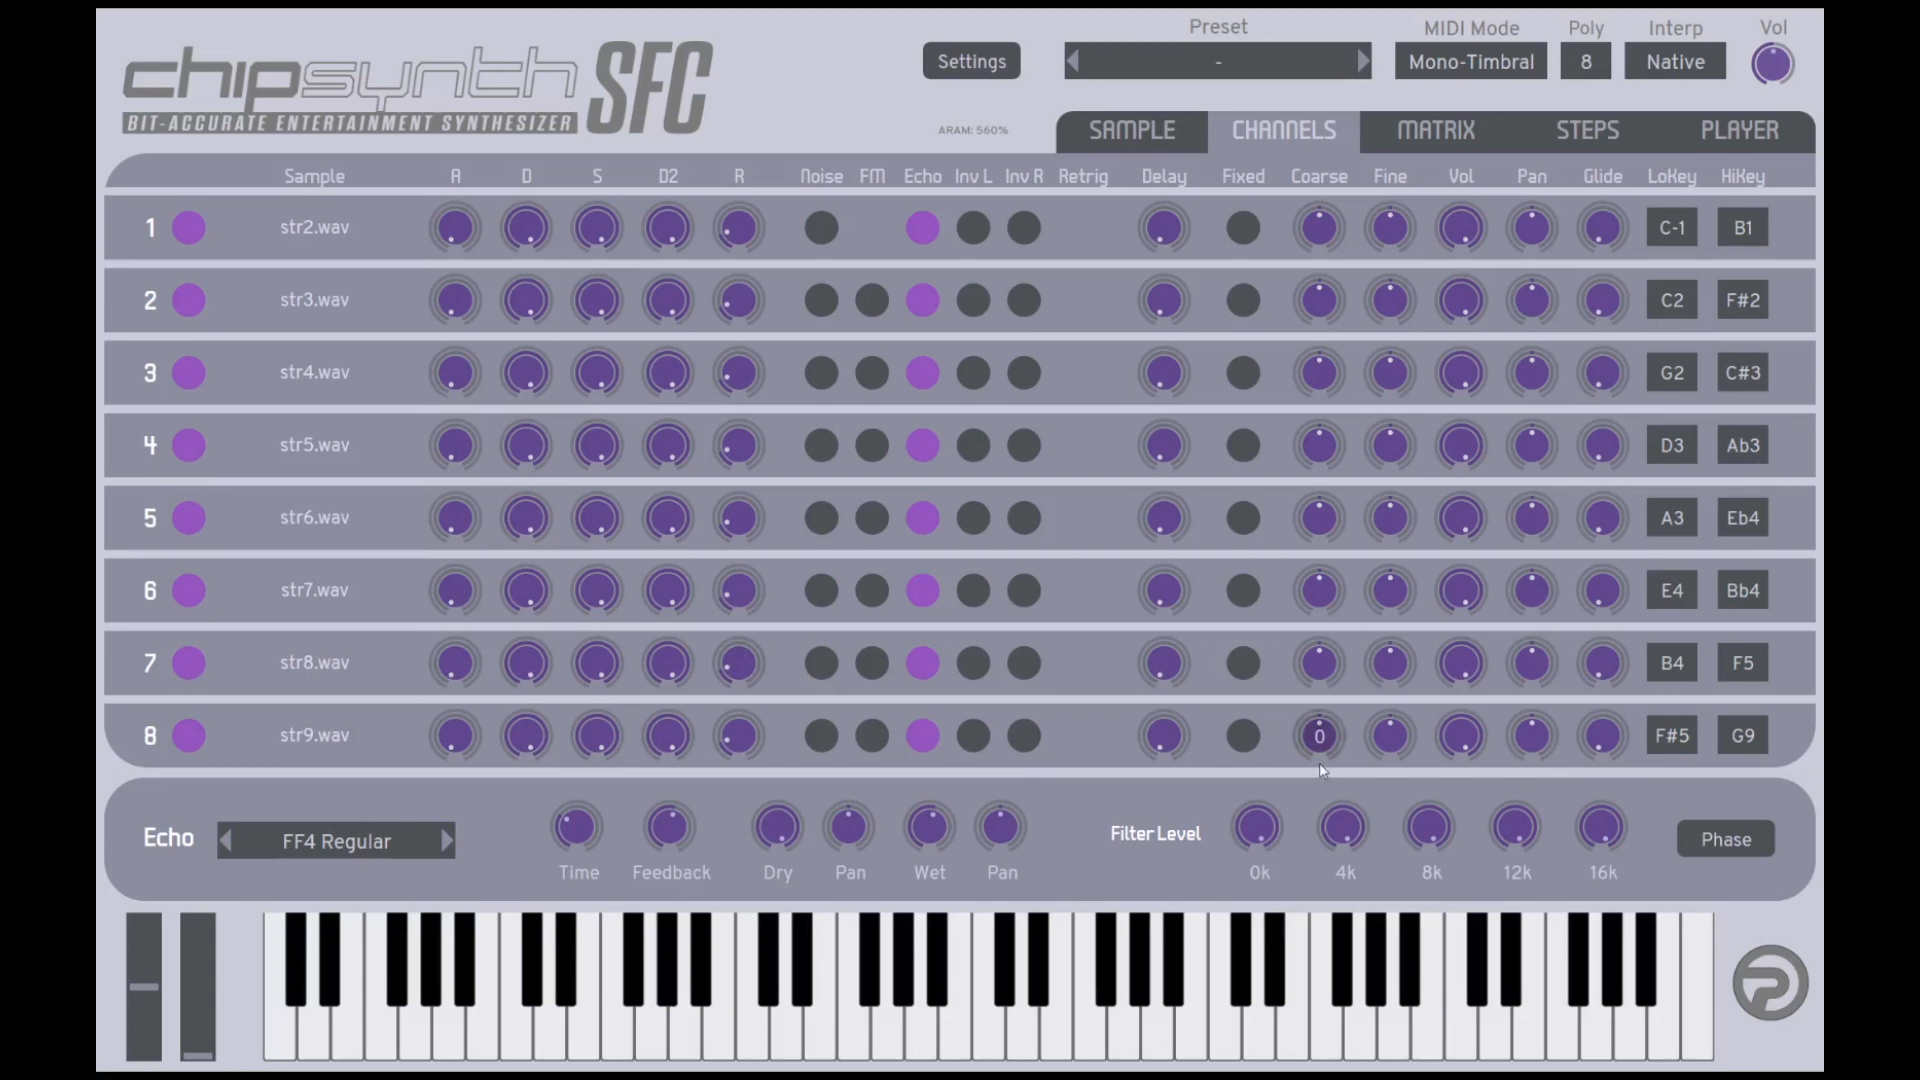 chipsynth SFC
BIT-ACCURATE ENTERTAINMENT SYNTHESIZER
Settings
Preset
-
MIDI Mode
Mono-Timbral
Poly
8
Interp
Native
Vol
ARAM: 560%
SAMPLE CHANNELS MATRIX STEPS PLAYER
Sample A D S D2 R Noise FM Echo Inv L Inv R Retrig Delay Fixed Coarse Fine Vol Pan Glide LoKey HiKey
1 str2.wav C-1 B1
2 str3.wav C2 F#2
3 str4.wav G2 C#3
4 str5.wav D3 Ab3
5 str6.wav A3 Eb4
6 str7.wav E4 Bb4
7 str8.wav B4 F5
8 str9.wav 0 F#5 G9
Echo FF4 Regular
Time Feedback Dry Pan Wet Pan
Filter Level
0k 4k 8k 12k 16k
Phase